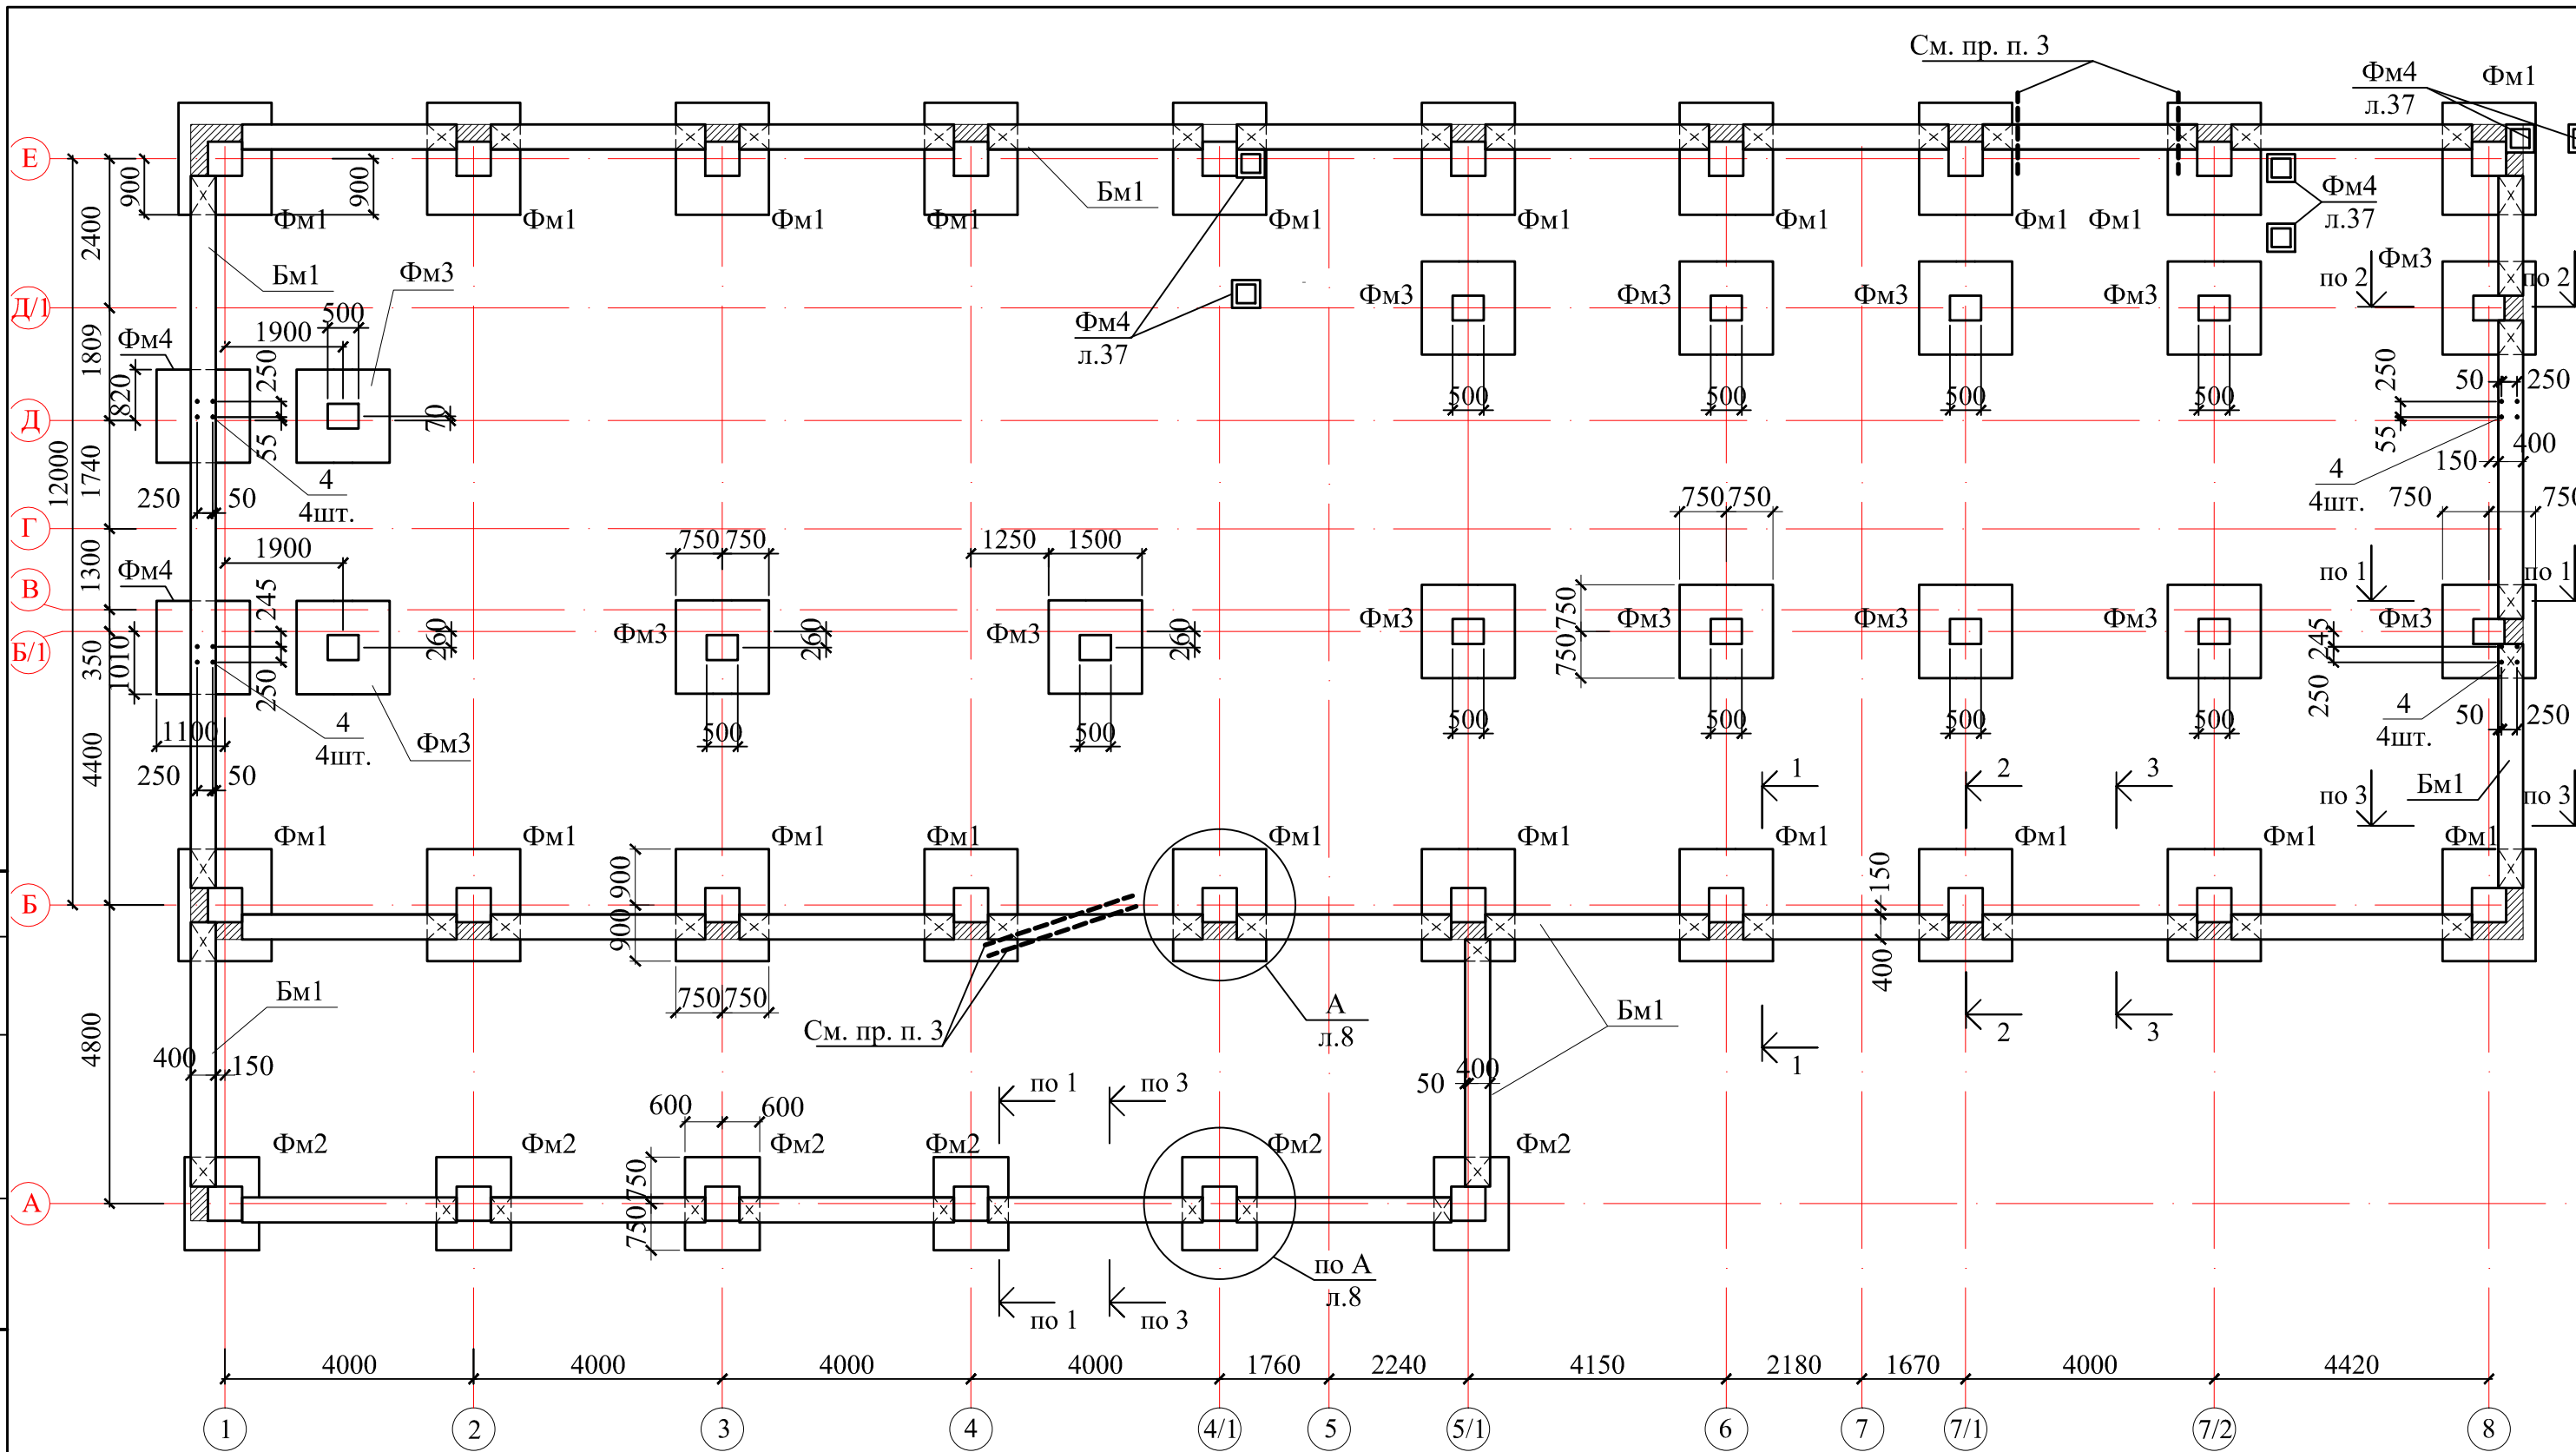 См. пр. п. 3
Фм4
л.37
Фм1
Е
900
900
Фм1
Фм1
Фм1
Фм1
Бм1
Фм1
Фм1
Фм1
Фм1
Фм1
Фм4
л.37
2400
Бм1
Фм3
Фм3
по 2
по 2
Д/1
500
1900
Фм4
л.37
Фм3
Фм3
Фм3
Фм3
1809
Фм4
820
250
500
500
500
500
250
50
250
Д
70
55
55
400
12000
1740
4
4шт.
250
50
150
4
4шт.
750
750
750
750
Г
1900
750
750
1250
1500
1300
Фм4
В
245
по 1
по 1
750
750
Б/1
350
1010
260
Фм3
260
Фм3
260
Фм3
Фм3
Фм3
Фм3
Фм3
245
250
250
1100
4
4шт.
Фм3
500
500
500
500
500
500
4
4шт.
50
250
4400
250
50
1
2
3
по 3
Бм1
по 3
Фм1
Фм1
Фм1
Фм1
Фм1
Фм1
Фм1
Фм1
Фм1
Фм1
900
900
150
Б
400
Бм1
750
750
См. пр. п. 3
А
л.8
Бм1
2
3
1
4800
400
150
50
400
по 1
по 3
600
600
Фм2
Фм2
Фм2
Фм2
Фм2
Фм2
750
750
А
по А
л.8
по 1
по 3
4000
4000
4000
4000
1760
2240
4150
2180
1670
4000
4420
1
2
3
4
4/1
5
5/1
6
7
7/1
7/2
8